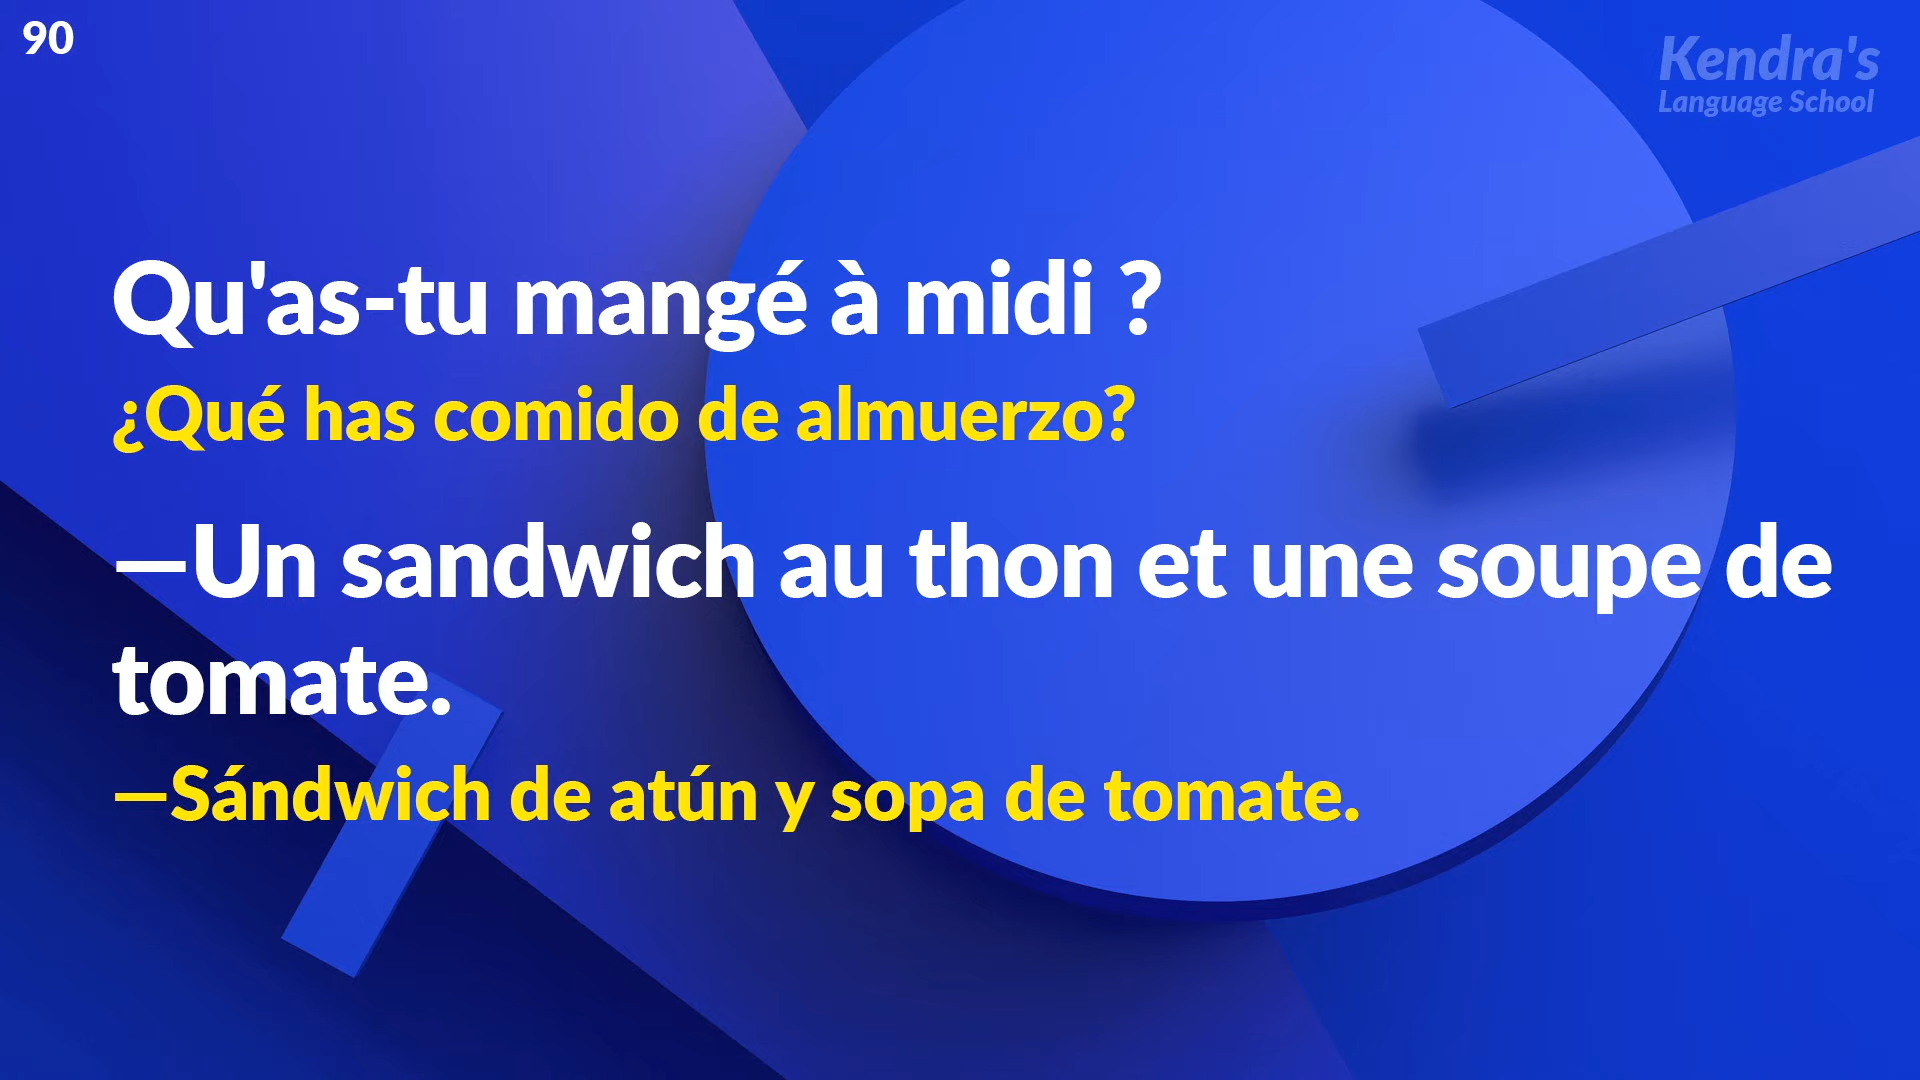 90
Kendra's
Language School
Qu'as-tu mangé à midi ?
¿Qué has comido de almuerzo?
—Un sandwich au thon et une soupe de
tomate.
—Sándwich de atún y sopa de tomate.